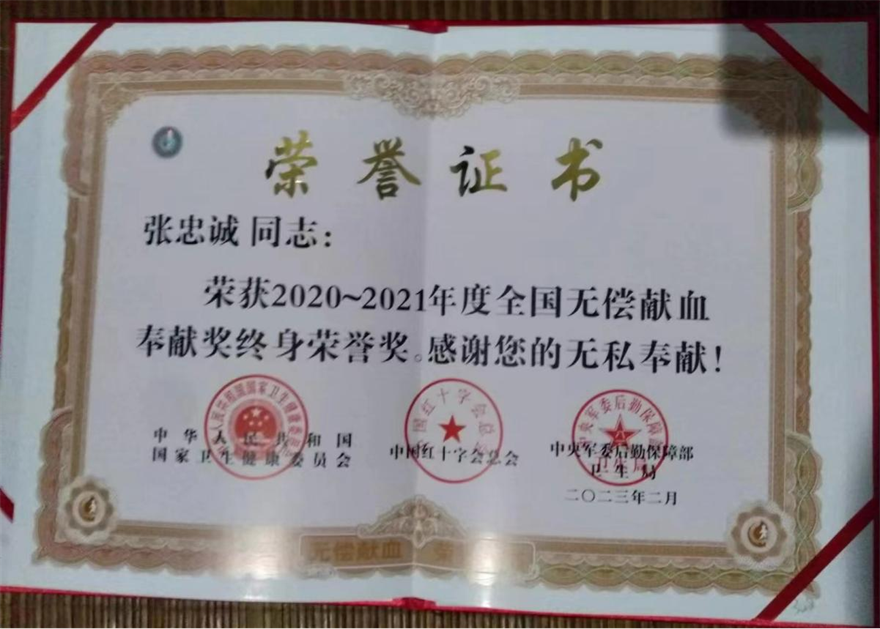 荣誉证书
张忠诚 同志：
荣获2020~2021年度全国无偿献血
奉献奖终身荣誉奖。感谢您的无私奉献！
中华人民共和国
国家卫生健康委员会
中国红十字会总会
中央军委后勤保障部
卫生局
二〇二三年二月
无偿献血